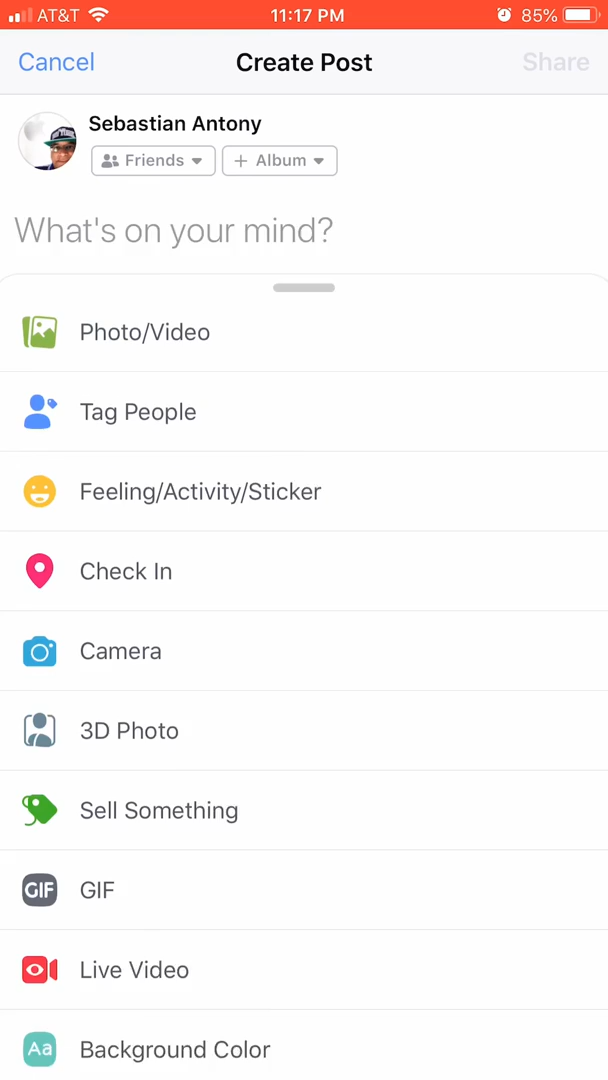 AT&T 11:17 PM 85%
Cancel Create Post Share
Sebastian Antony
Friends + Album
What's on your mind?
Photo/Video
Tag People
Feeling/Activity/Sticker
Check In
Camera
3D Photo
Sell Something
GIF GIF
Live Video
Aa Background Color